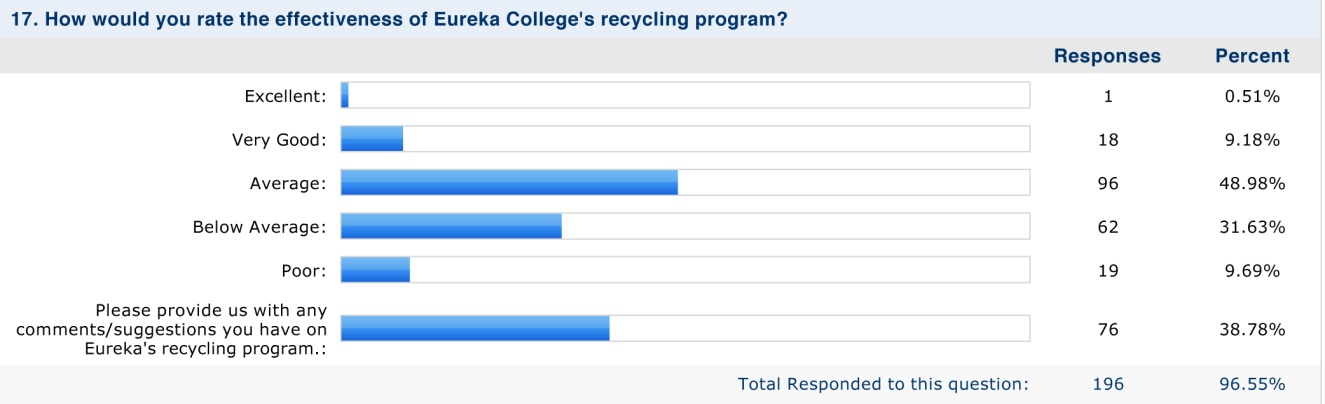 17. How would you rate the effectiveness of Eureka College's recycling program?
Responses Percent
Excellent: 1 0.51%
Very Good: 18 9.18%
Average: 96 48.98%
Below Average: 62 31.63%
Poor: 19 9.69%
Please provide us with any
comments/suggestions you have on
Eureka's recycling program.: 76 38.78%
Total Responded to this question: 196 96.55%